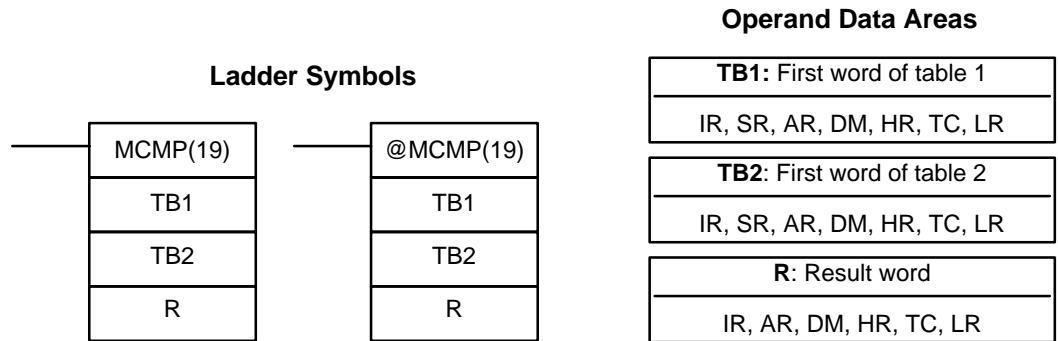 Ladder Symbols
MCMP(19)
TB1
TB2
R
@MCMP(19)
TB1
TB2
R
Operand Data Areas
TB1: First word of table 1
IR, SR, AR, DM, HR, TC, LR
TB2: First word of table 2
IR, SR, AR, DM, HR, TC, LR
R: Result word
IR, AR, DM, HR, TC, LR